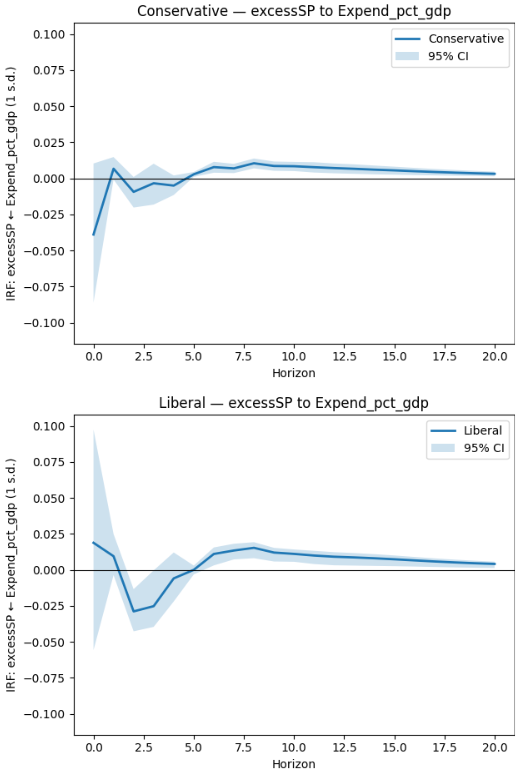 Conservative — excessSP to Expend_pct_gdp
IRF: excessSP ← Expend_pct_gdp (1 s.d.)
0.100
0.075
0.050
0.025
0.000
−0.025
−0.050
−0.075
−0.100
Conservative
95% CI
0.0 2.5 5.0 7.5 10.0 12.5 15.0 17.5 20.0
Horizon
Liberal — excessSP to Expend_pct_gdp
IRF: excessSP ← Expend_pct_gdp (1 s.d.)
0.100
0.075
0.050
0.025
0.000
−0.025
−0.050
−0.075
−0.100
Liberal
95% CI
0.0 2.5 5.0 7.5 10.0 12.5 15.0 17.5 20.0
Horizon